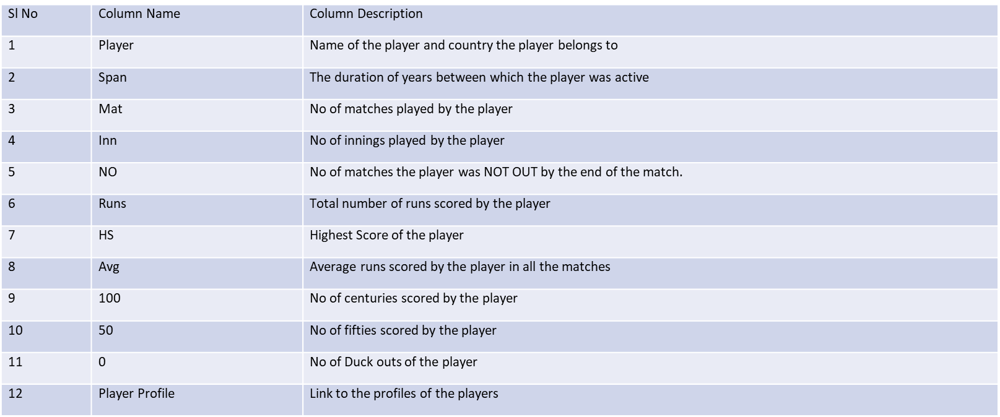 Sl No Column Name Column Description
1 Player Name of the player and country the player belongs to
2 Span The duration of years between which the player was active
3 Mat No of matches played by the player
4 Inn No of innings played by the player
5 NO No of matches the player was NOT OUT by the end of the match.
6 Runs Total number of runs scored by the player
7 HS Highest Score of the player
8 Avg Average runs scored by the player in all the matches
9 100 No of centuries scored by the player
10 50 No of fifties scored by the player
11 0 No of Duck outs of the player
12 Player Profile Link to the profiles of the players